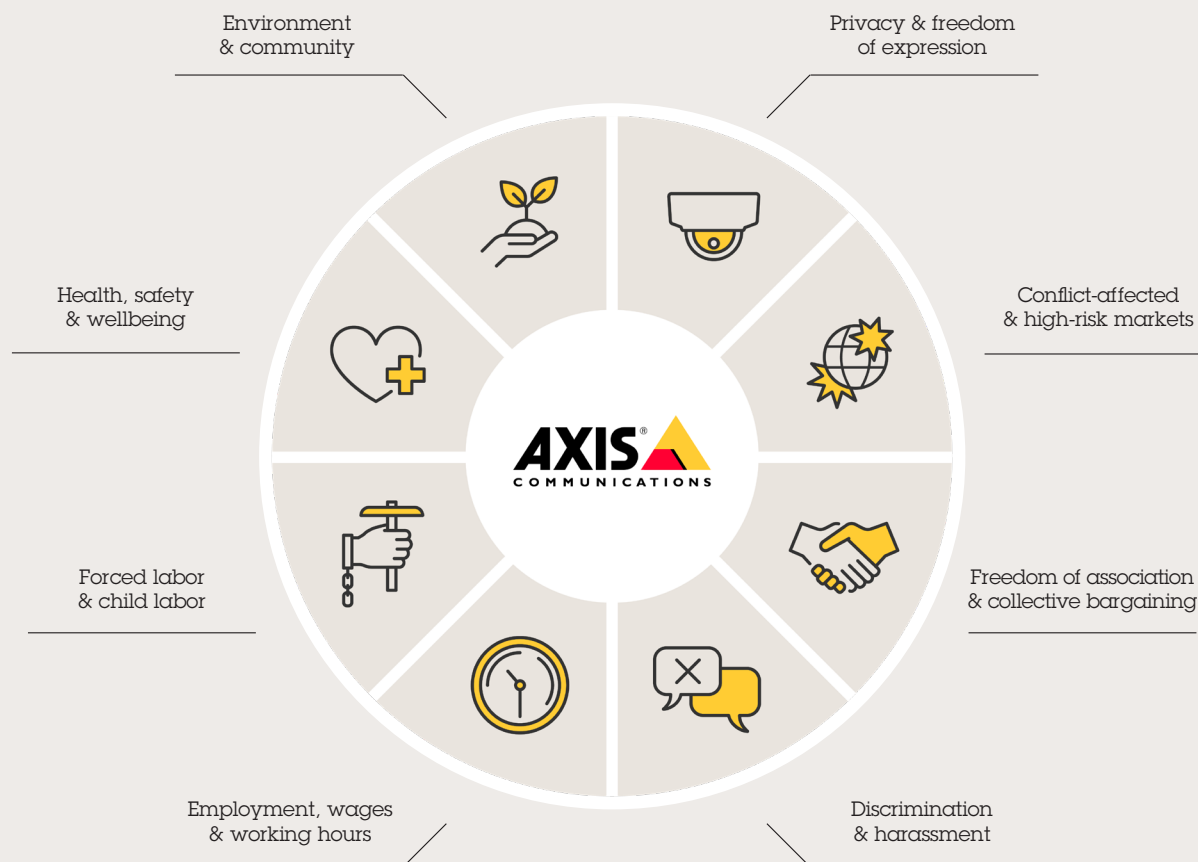 Environment
& community
Privacy & freedom
of expression
Health, safety
& wellbeing
Conflict-affected
& high-risk markets
AXIS®
COMMUNICATIONS
Forced labor
& child labor
Freedom of association
& collective bargaining
Employment, wages
& working hours
Discrimination
& harassment